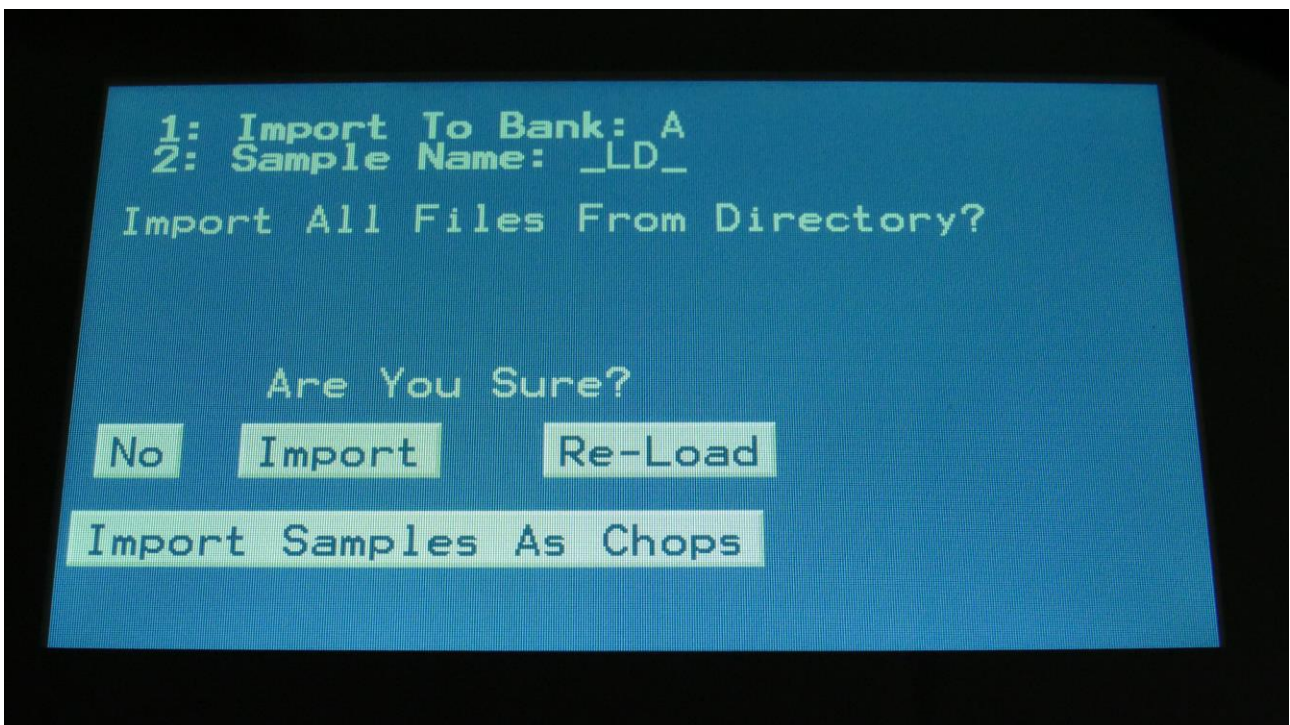 1: Import To Bank: A
2: Sample Name: _LD_
Import All Files From Directory?
Are You Sure?
No Import Re-Load
Import Samples As Chops